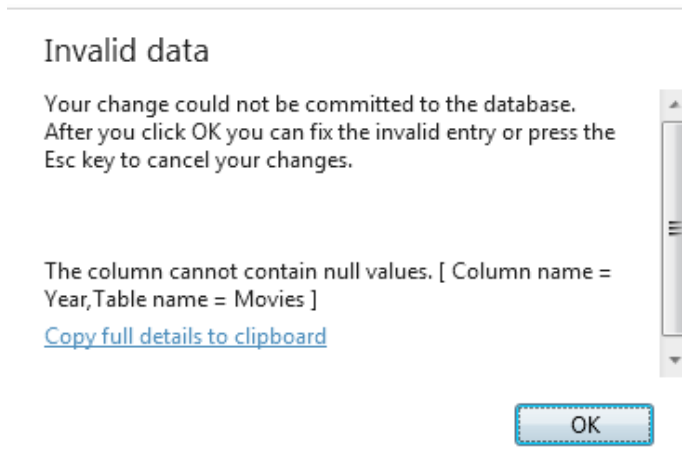 Invalid data
Your change could not be committed to the database.
After you click OK you can fix the invalid entry or press the
Esc key to cancel your changes.
The column cannot contain null values. [ Column name =
Year,Table name = Movies ]
Copy full details to clipboard
OK